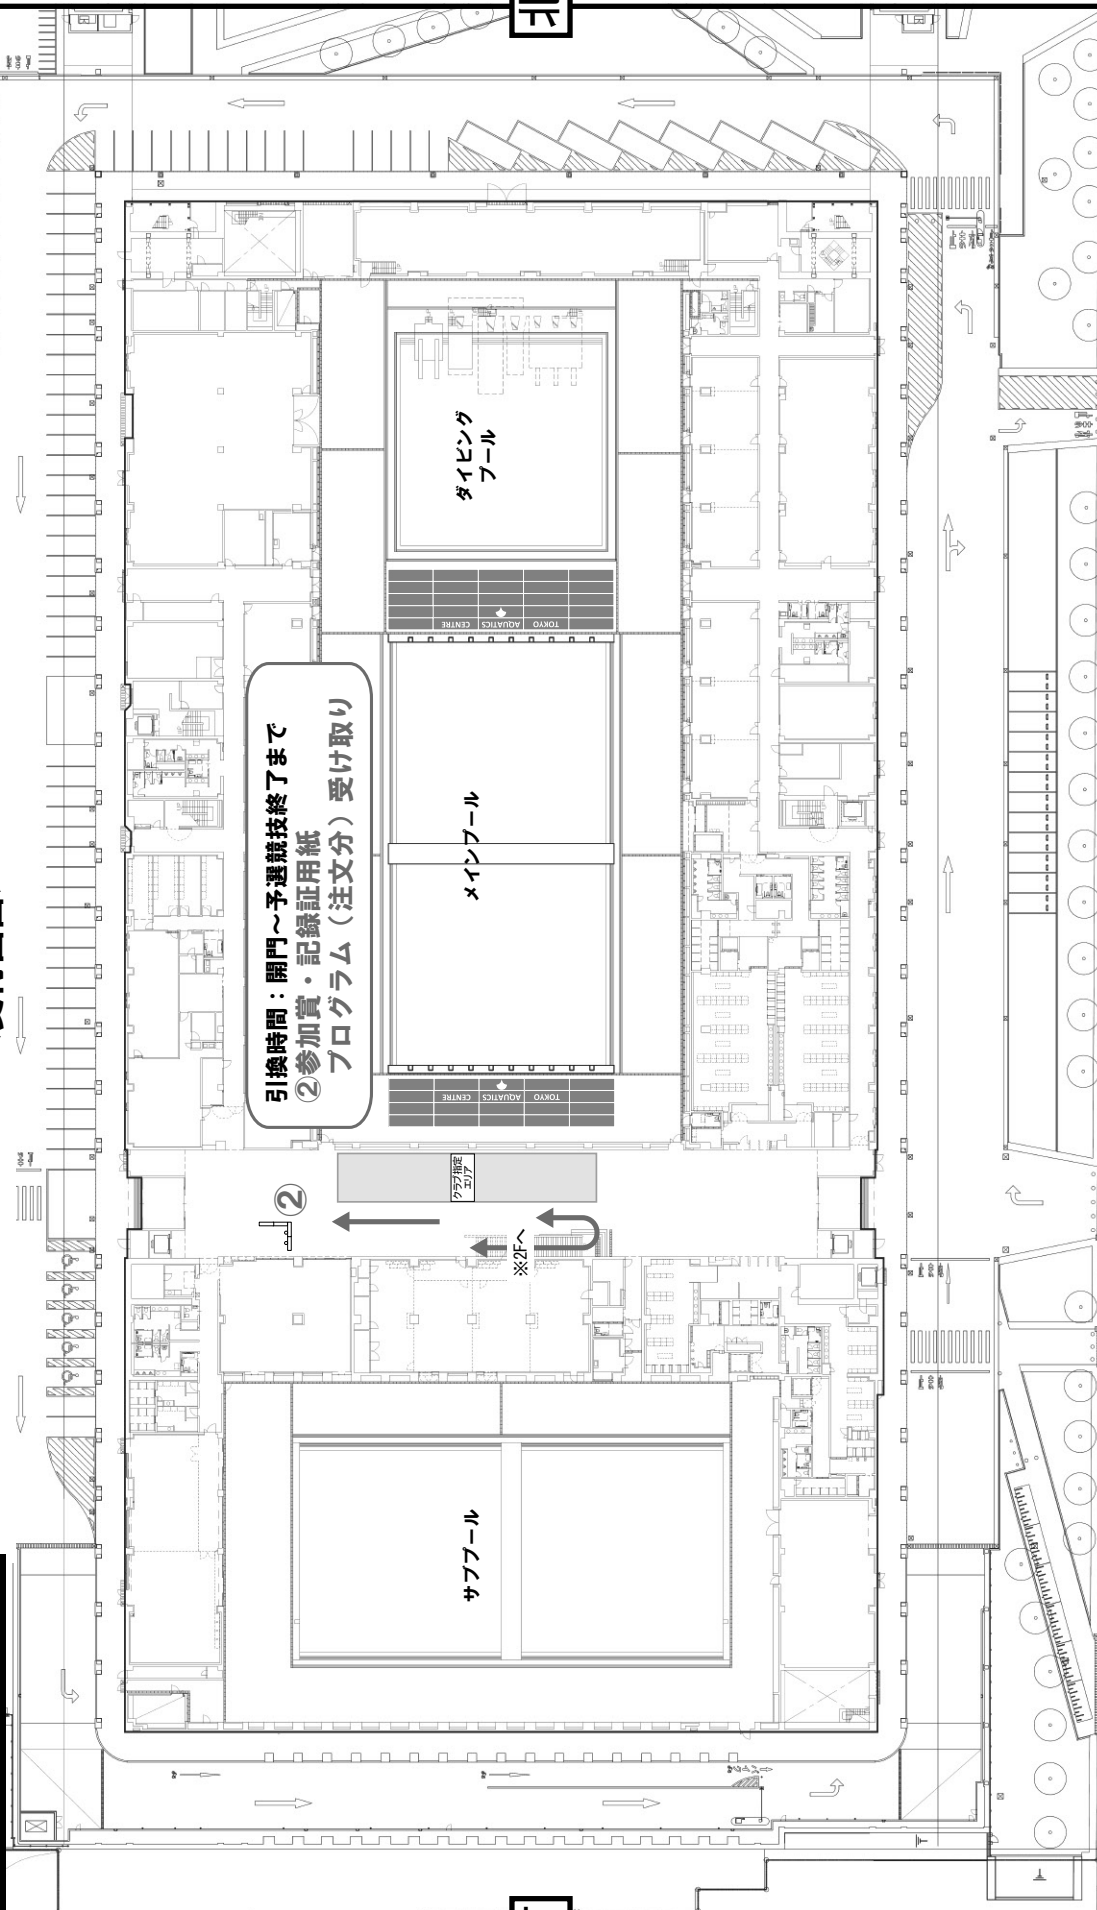 北
ダイビング
プール
TOKYO
AQUATICS
CENTRE
引換時間：開門～予選競技終了まで
②参加賞・記録証用紙
プログラム（注文分）受け取り
メインプール
TOKYO
AQUATICS
CENTRE
クラブ指定
エリア
②
※2Fへ
サブプール